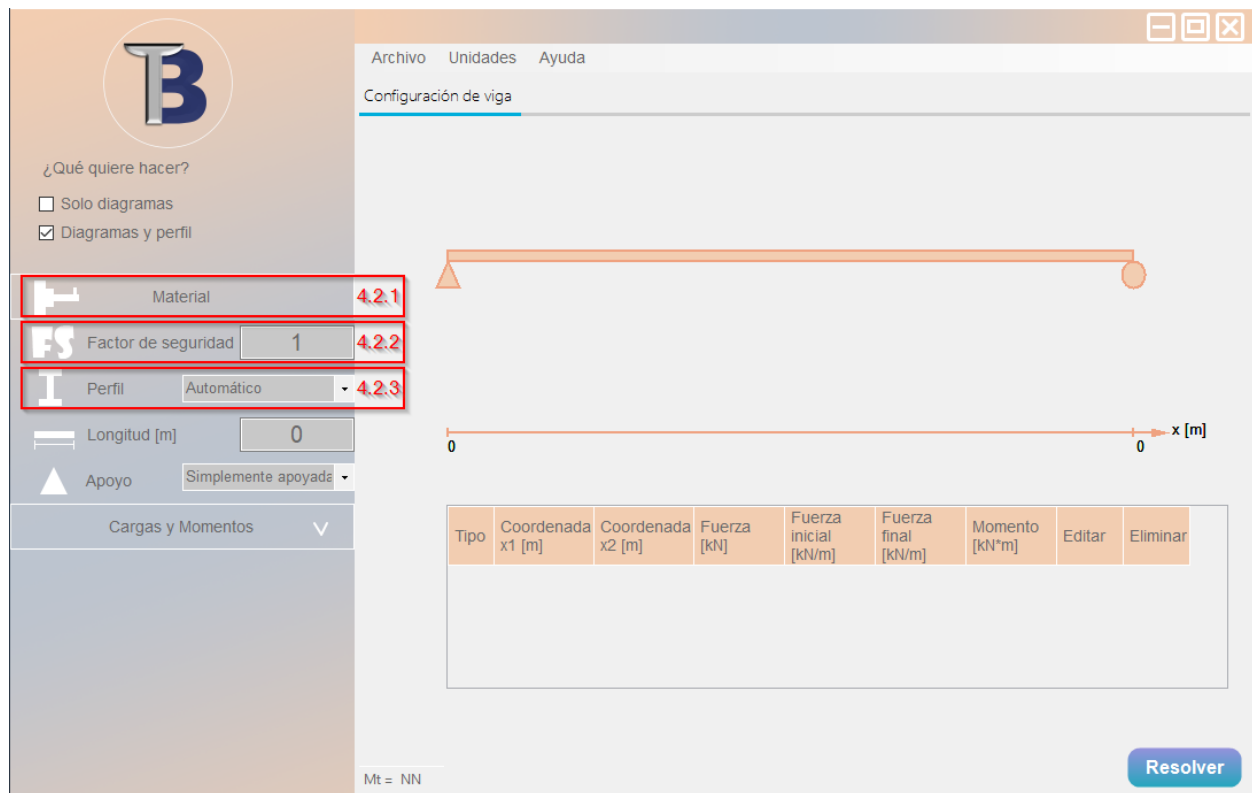 TB
Archivo Unidades Ayuda
Configuración de viga
¿Qué quiere hacer?
Solo diagramas
Diagramas y perfil
Material 4.2.1
FS Factor de seguridad 1 4.2.2
Perfil Automático 4.2.3
Longitud [m] 0
Apoyo Simplemente apoyada
Cargas y Momentos
x [m]
0 0
Tipo Coordenada x1 [m] Coordenada x2 [m] Fuerza [kN] Fuerza inicial [kN/m] Fuerza final [kN/m] Momento [kN*m] Editar Eliminar
Mt = NN
Resolver